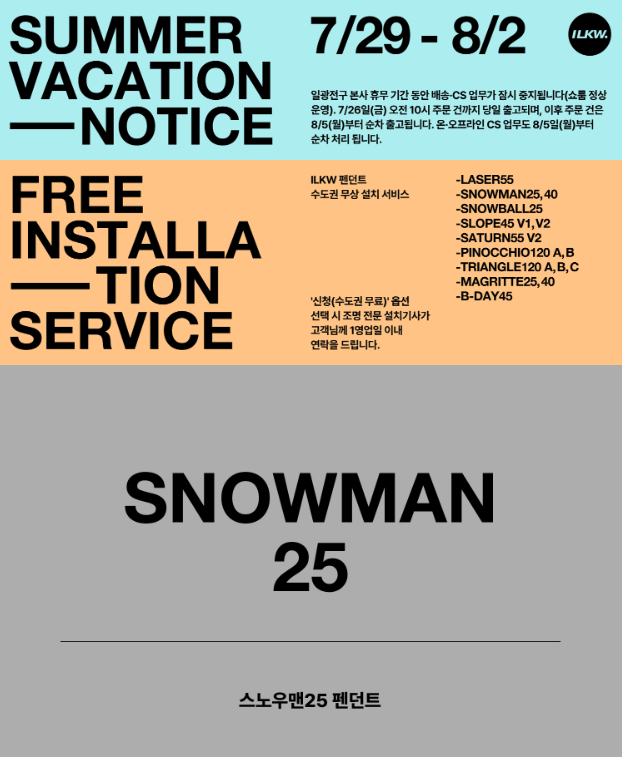 SUMMER
VACATION
—NOTICE
7/29 - 8/2
ILKW.
일광전구 본사 휴무 기간 동안 배송·CS 업무가 잠시 중지됩니다(쇼룸 정상
운영). 7/26일(금) 오전 10시 주문 건까지 당일 출고되며, 이후 주문 건은
8/5(월)부터 순차 출고됩니다. 온·오프라인 CS 업무도 8/5일(월)부터
순차 처리 됩니다.
FREE
INSTALLA
—TION
SERVICE
ILKW 펜던트
수도권 무상 설치 서비스
'신청(수도권 무료)' 옵션
선택 시 조명 전문 설치기사가
고객님께 1영업일 이내
연락을 드립니다.
-LASER55
-SNOWMAN25, 40
-SNOWBALL25
-SLOPE45 V1, V2
-SATURN55 V2
-PINOCCHIO120 A, B
-TRIANGLE120 A, B, C
-MAGRITTE25, 40
-B-DAY45
SNOWMAN
25
스노우맨25 펜던트